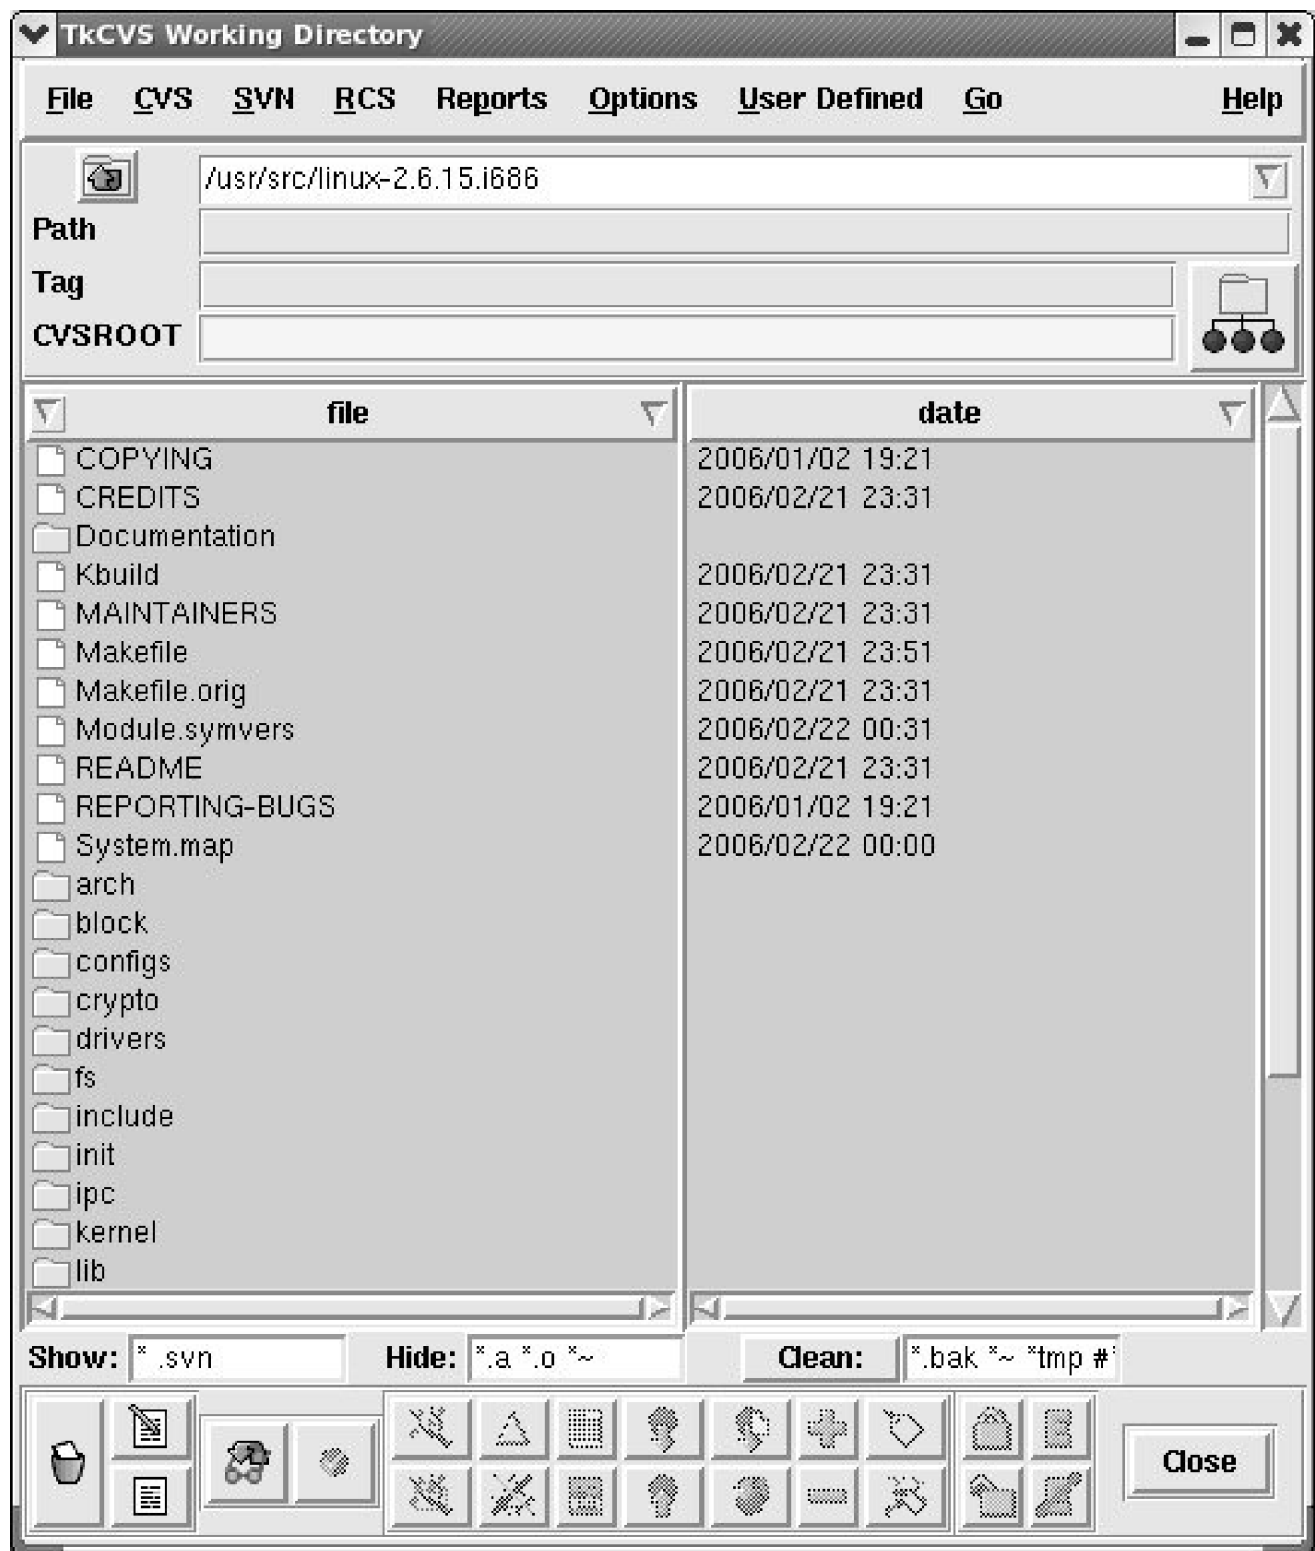 TkCVS Working Directory
File CVS SVN RCS Reports Options User Defined Go Help
/usr/src/linux-2.6.15.i686
Path
Tag
CVSROOT
file date
COPYING 2006/01/02 19:21
CREDITS 2006/02/21 23:31
Documentation
Kbuild 2006/02/21 23:31
MAINTAINERS 2006/02/21 23:31
Makefile 2006/02/21 23:51
Makefile.orig 2006/02/21 23:31
Module.symvers 2006/02/22 00:31
README 2006/02/21 23:31
REPORTING-BUGS 2006/01/02 19:21
System.map 2006/02/22 00:00
arch
block
configs
crypto
drivers
fs
include
init
ipc
kernel
lib
Show: * .svn Hide: *.a *.o *~ Clean: *.bak *~ *tmp #*
Close